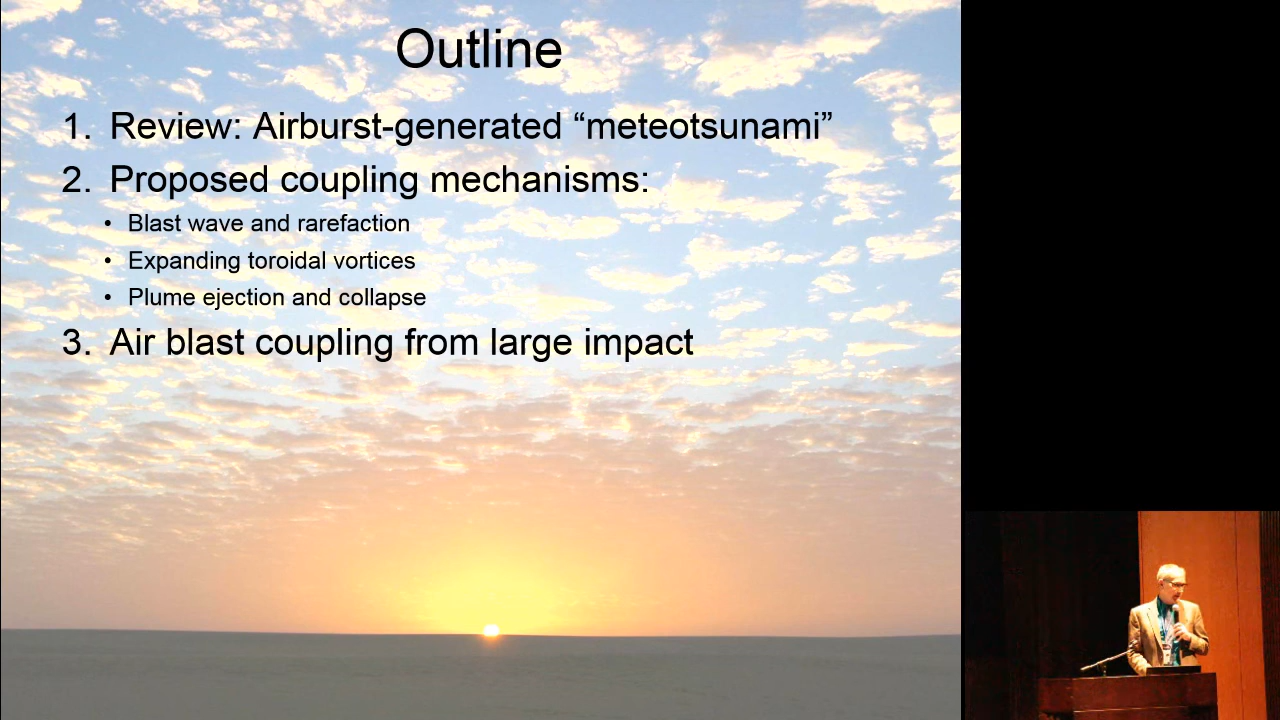 Outline
1. Review: Airburst-generated “meteotsunami”
2. Proposed coupling mechanisms:
• Blast wave and rarefaction
• Expanding toroidal vortices
• Plume ejection and collapse
3. Air blast coupling from large impact